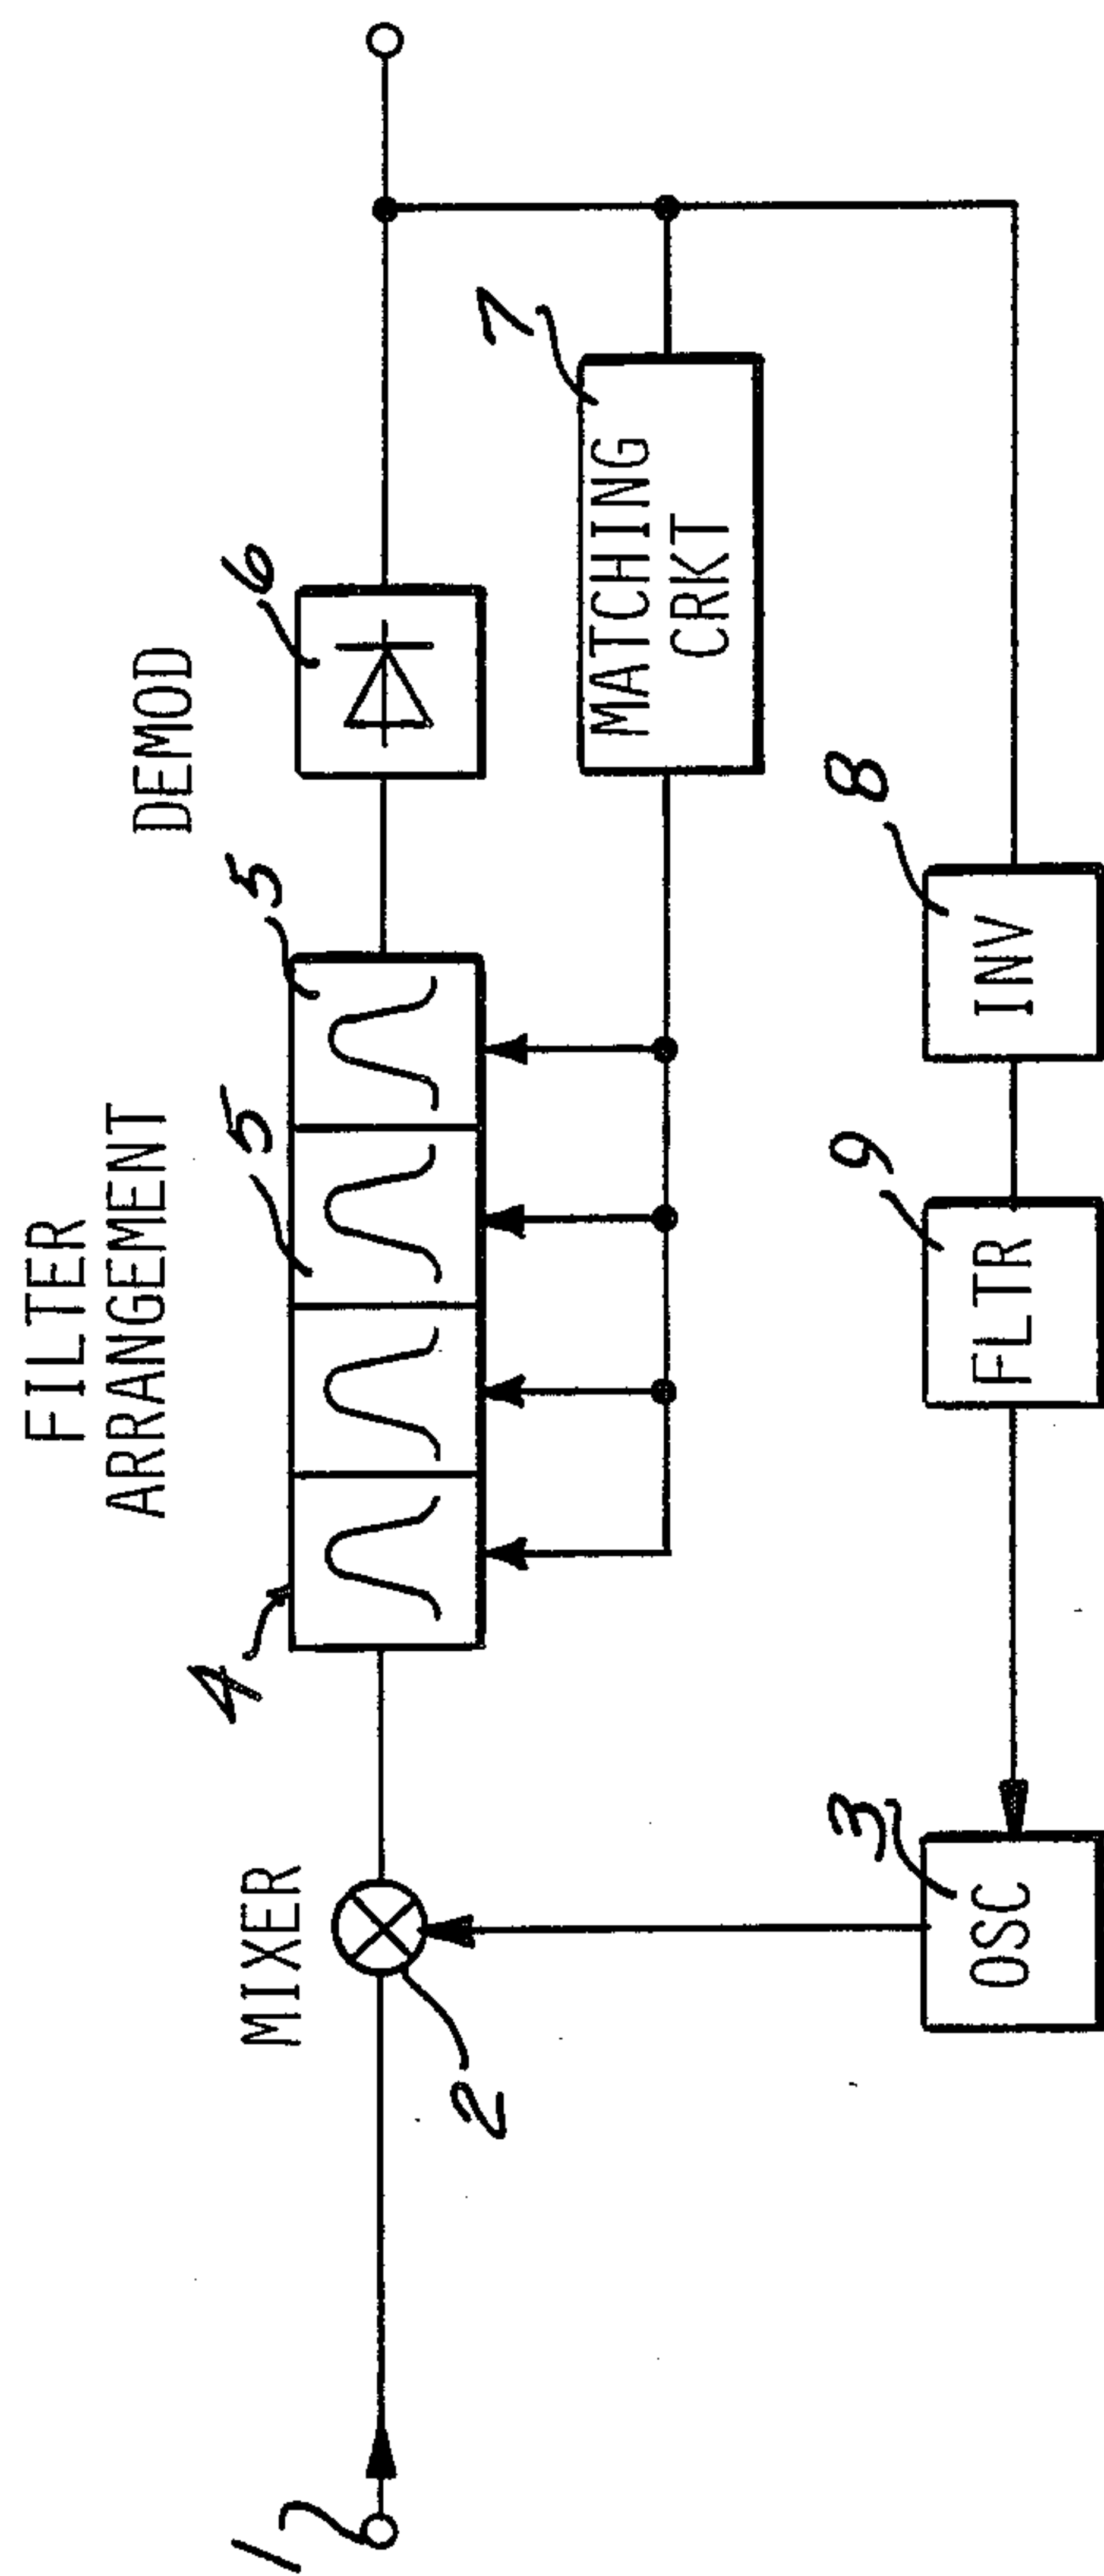 FILTER
ARRANGEMENT
DEMOD
MIXER
1
2
4
5
5
6
7
MATCHING
CRKT
3
OSC
9
FLTR
8
INV